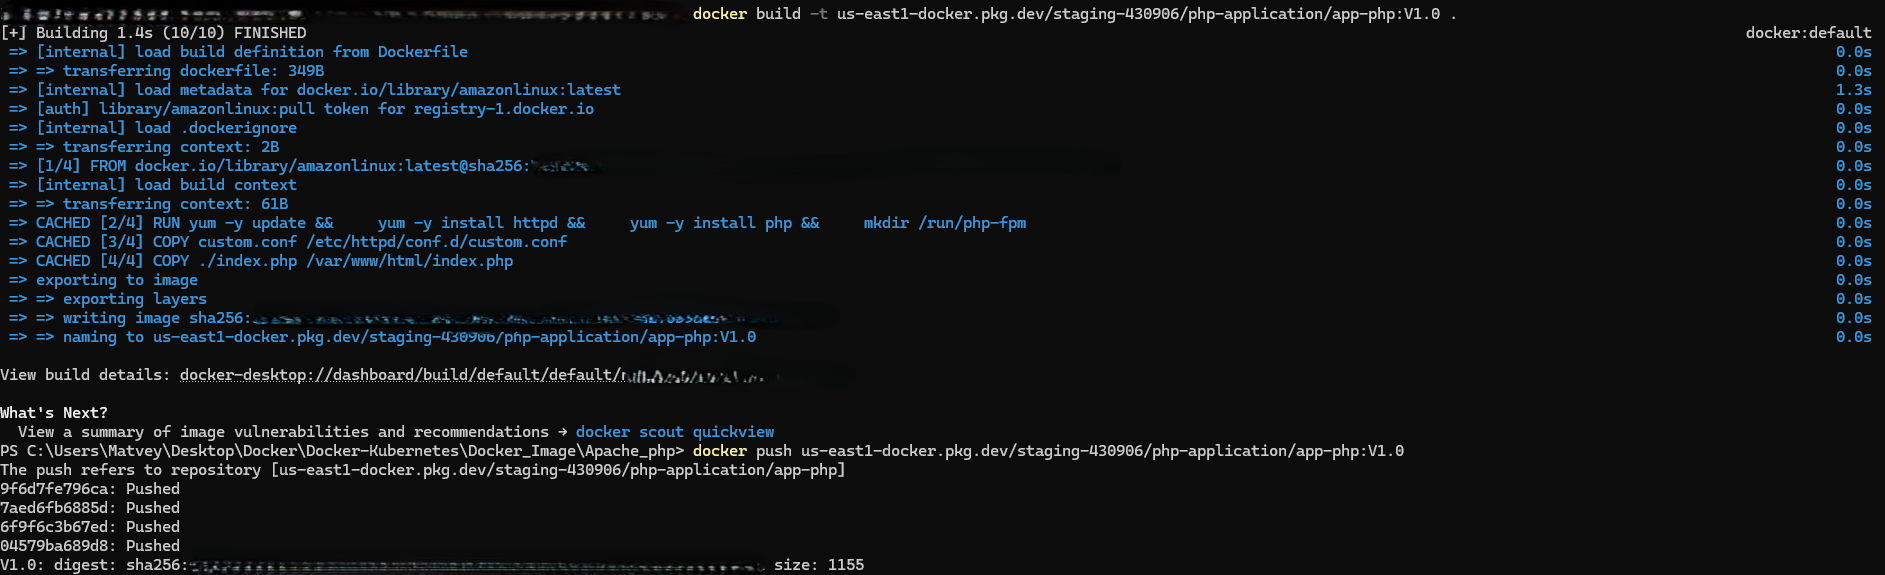 docker build -t us-east1-docker.pkg.dev/staging-430906/php-application/app-php:V1.0 .
[+] Building 1.4s (10/10) FINISHED docker:default
=> [internal] load build definition from Dockerfile 0.0s
=> => transferring dockerfile: 349B 0.0s
=> [internal] load metadata for docker.io/library/amazonlinux:latest 1.3s
=> [auth] library/amazonlinux:pull token for registry-1.docker.io 0.0s
=> [internal] load .dockerignore 0.0s
=> => transferring context: 2B 0.0s
=> [1/4] FROM docker.io/library/amazonlinux:latest@sha256: 0.0s
=> [internal] load build context 0.0s
=> => transferring context: 61B 0.0s
=> CACHED [2/4] RUN yum -y update &&     yum -y install httpd &&     yum -y install php &&     mkdir /run/php-fpm 0.0s
=> CACHED [3/4] COPY custom.conf /etc/httpd/conf.d/custom.conf 0.0s
=> CACHED [4/4] COPY ./index.php /var/www/html/index.php 0.0s
=> exporting to image 0.0s
=> => exporting layers 0.0s
=> => writing image sha256: 0.0s
=> => naming to us-east1-docker.pkg.dev/staging-430906/php-application/app-php:V1.0 0.0s
View build details: docker-desktop://dashboard/build/default/default/
What's Next?
View a summary of image vulnerabilities and recommendations → docker scout quickview
PS C:\Users\Matvey\Desktop\Docker\Docker-Kubernetes\Docker_Image\Apache_php> docker push us-east1-docker.pkg.dev/staging-430906/php-application/app-php:V1.0
The push refers to repository [us-east1-docker.pkg.dev/staging-430906/php-application/app-php]
9f6d7fe796ca: Pushed
7aed6fb6885d: Pushed
6f9f6c3b67ed: Pushed
04579ba689d8: Pushed
V1.0: digest: sha256: size: 1155